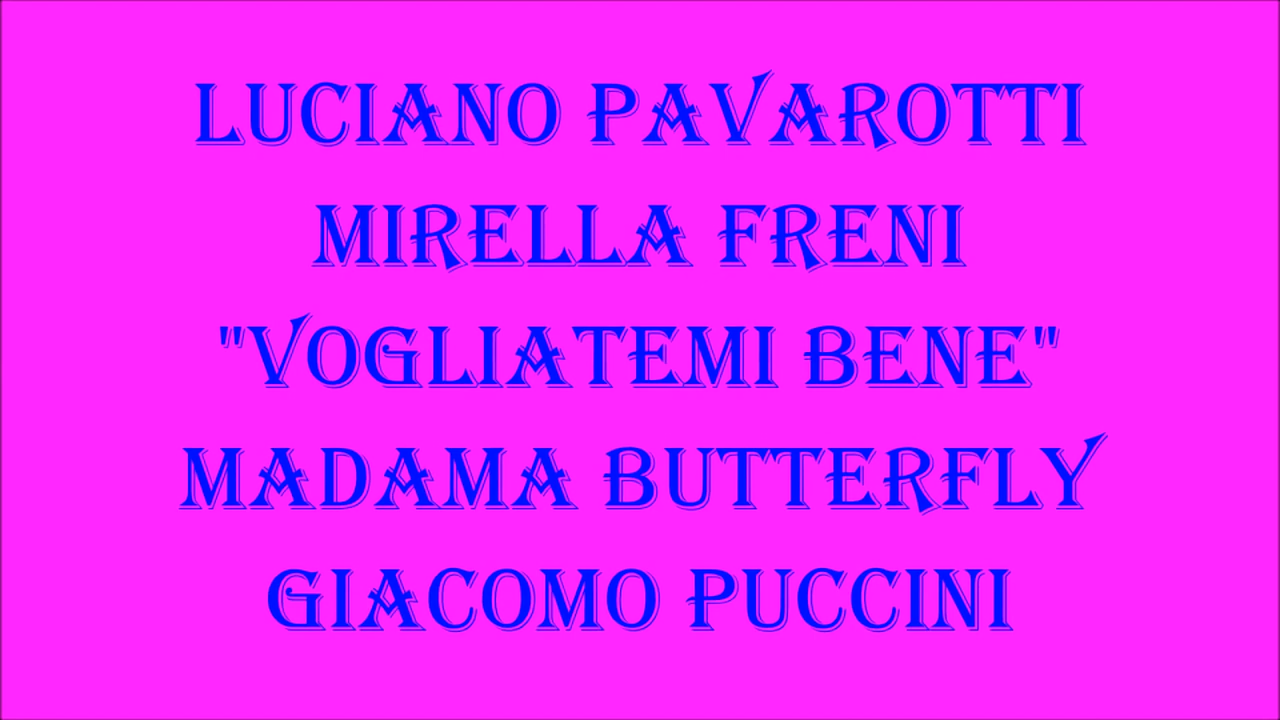 LUCIANO PAVAROTTI
MIRELLA FRENI
"VOGLIATEMI BENE"
MADAMA BUTTERFLY
GIACOMO PUCCINI